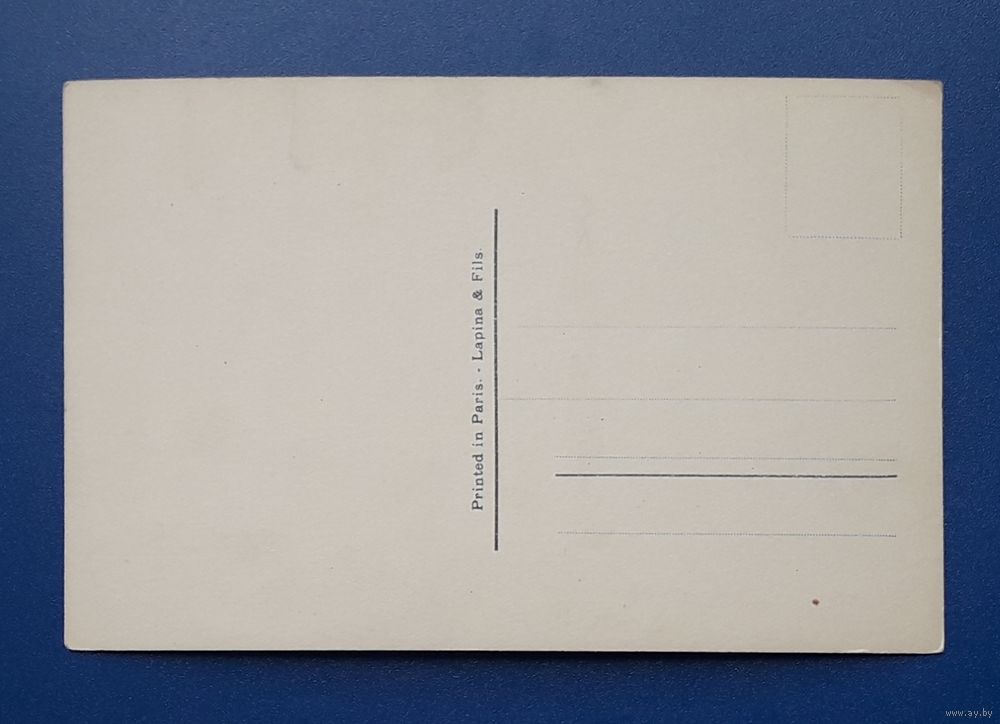 Printed in Paris. - Lapina & Fils.
www.ay.by